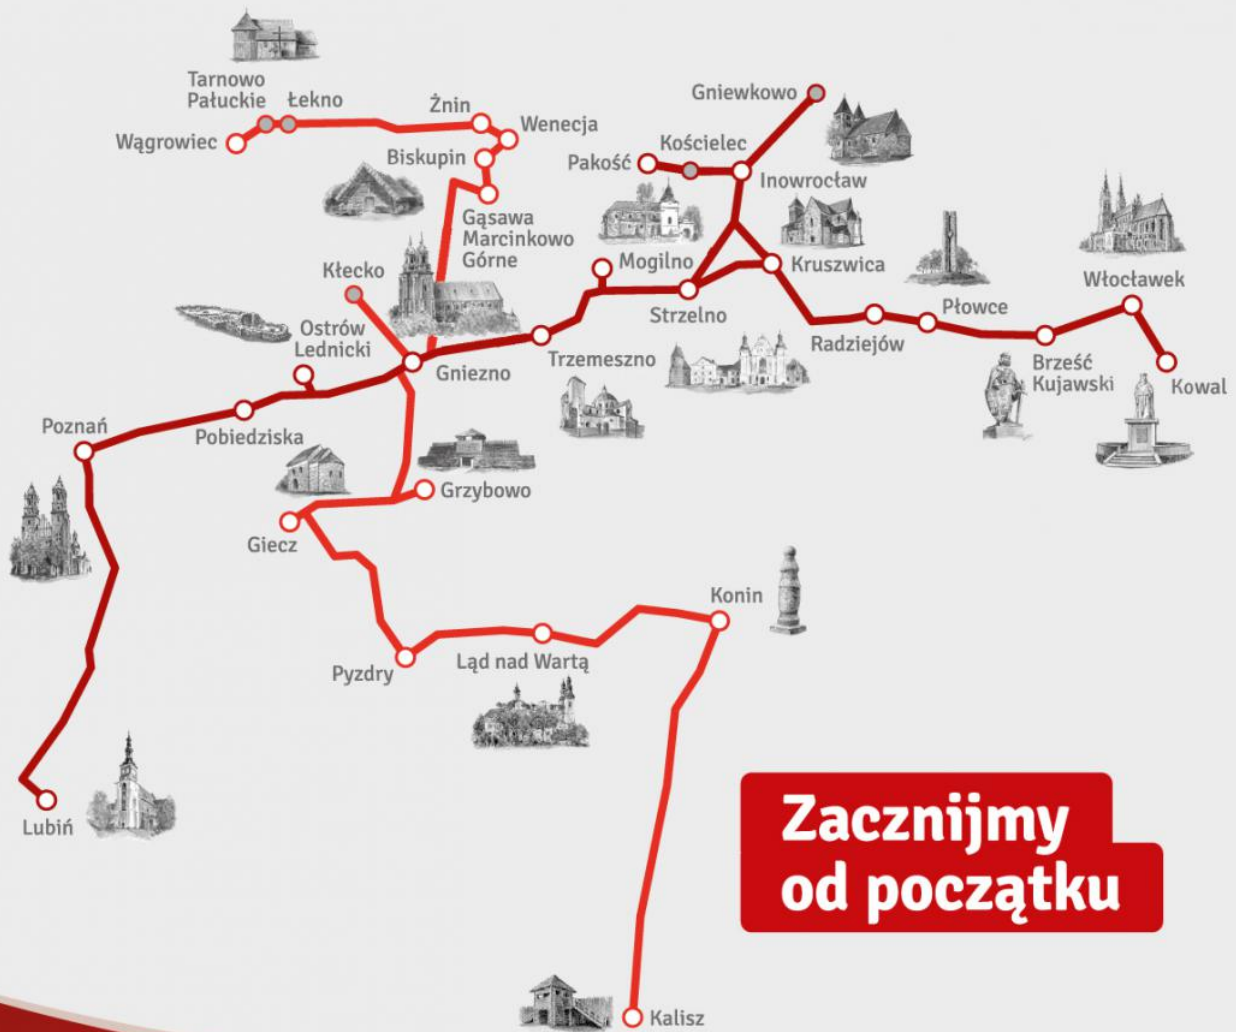 Tarnowo
Pałuckie
Łekno
Żnin
Gniewkowo
Wągrowiec
Wenecja
Kościelec
Biskupin
Pakość
Inowrocław
Gąsawa
Marcinkowo
Górne
Kłecko
Mogilno
Kruszwica
Włocławek
Ostrów
Lednicki
Strzelno
Płowce
Radziejów
Gniezno
Trzemeszno
Brześć
Kujawski
Kowal
Poznań
Pobiedziska
Grzybowo
Giecz
Konin
Pyzdry
Ląd nad Wartą
Lubiń
Zacznijmy
od początku
Kalisz